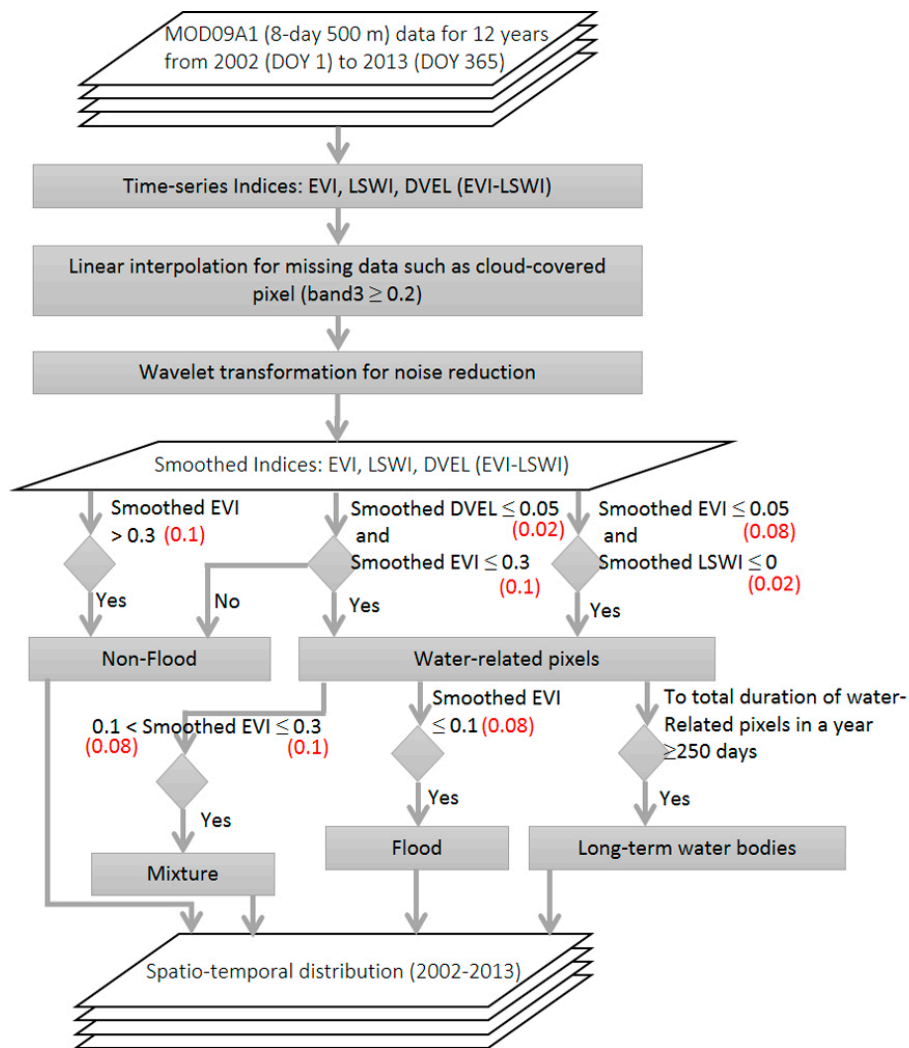 MOD09A1 (8-day 500 m) data for 12 years
from 2002 (DOY 1) to 2013 (DOY 365)
Time-series Indices: EVI, LSWI, DVEL (EVI-LSWI)
Linear interpolation for missing data such as cloud-covered
pixel (band3 ≥ 0.2)
Wavelet transformation for noise reduction
Smoothed Indices: EVI, LSWI, DVEL (EVI-LSWI)
Smoothed EVI
> 0.3 (0.1)
Yes
Smoothed DVEL ≤ 0.05
(0.02)
and
Smoothed EVI ≤ 0.3
(0.1)
No
Yes
Smoothed EVI ≤ 0.05
(0.08)
and
Smoothed LSWI ≤ 0
(0.02)
Yes
Non-Flood
Water-related pixels
0.1 < Smoothed EVI ≤ 0.3
(0.08) (0.1)
Yes
Smoothed EVI
≤ 0.1 (0.08)
Yes
To total duration of water-
Related pixels in a year
≥250 days
Yes
Mixture
Flood
Long-term water bodies
Spatio-temporal distribution (2002-2013)